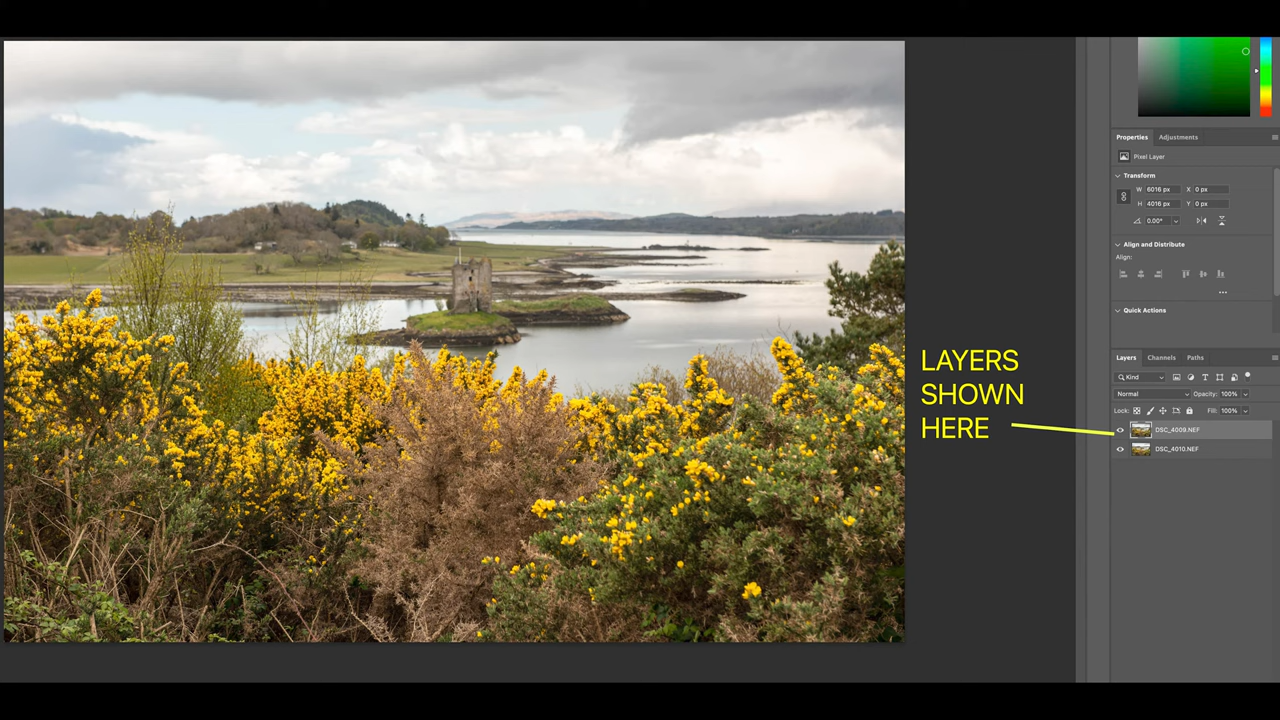 Properties Adjustments
Pixel Layer
Transform
W 6016 px X 0 px
H 4016 px Y 0 px
0.00°
Align and Distribute
Align:
...
Quick Actions
LAYERS
SHOWN
HERE
Layers Channels Paths
Kind
Normal Opacity: 100%
Lock: Fill: 100%
DSC_4009.NEF
DSC_4010.NEF